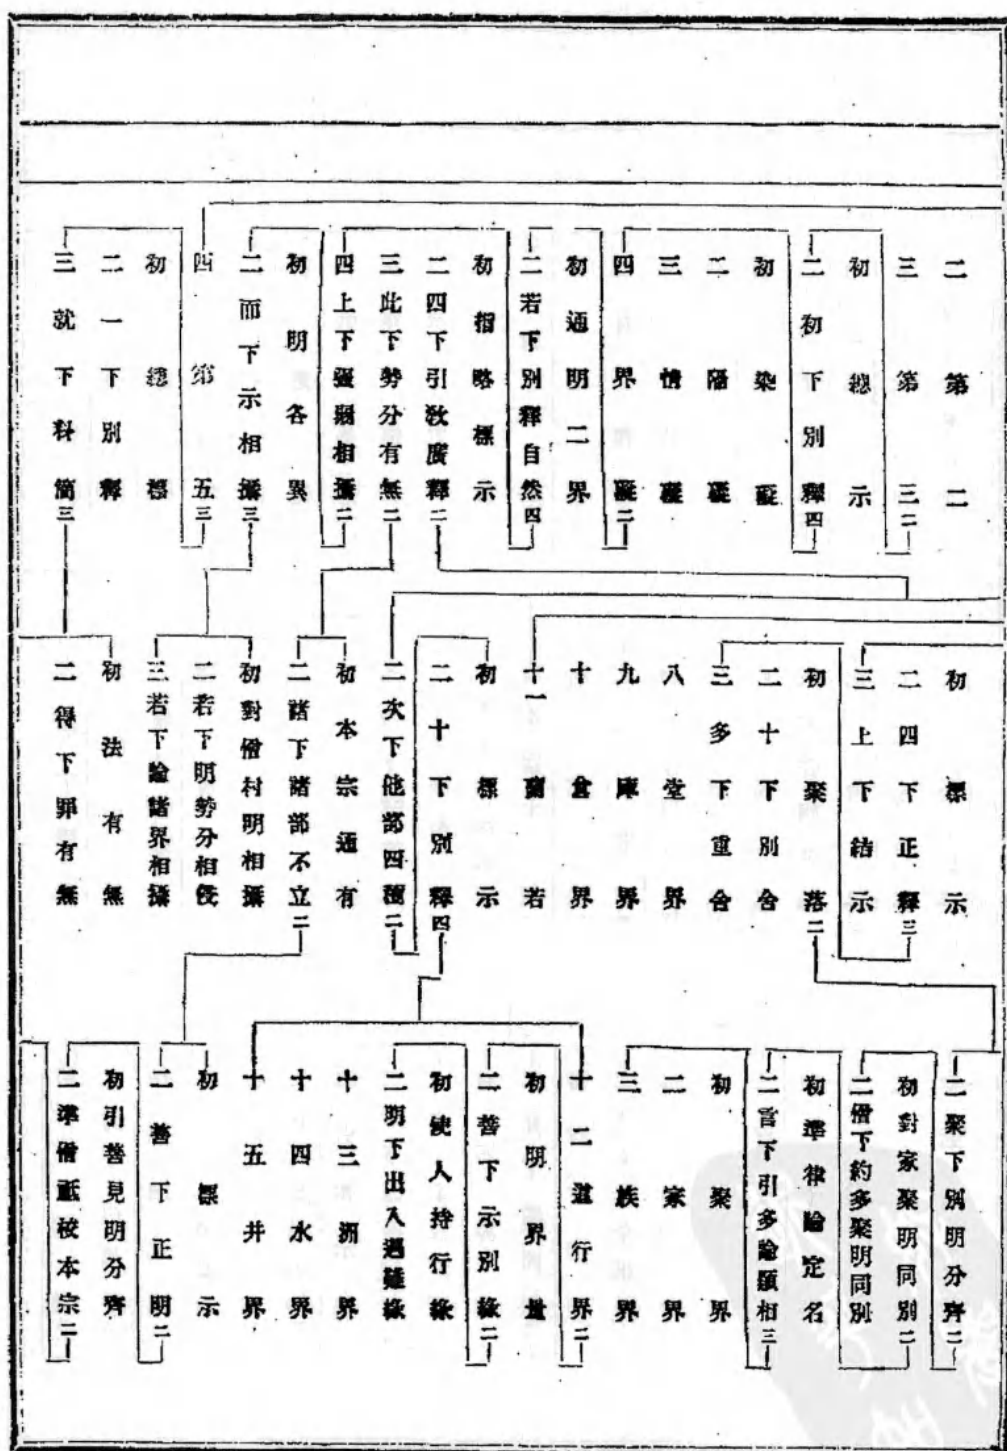 二第二
三第三二
初總示
二初下別釋四
初染礙
二隔礙
三情礙
四界礙二
初通明二界
二若下別釋自然四
初指略標示
二四下引教廣釋二
三此下勢分有無二
四上下强弱相攝二
初明各異
二而下示相攝三
四第五三
初總標
二一下別釋
三就下料簡三
初標示
二四下正釋三
三上下結示
初聚落二
二十下別舍
三多下重舍
八堂界
九庫界
十倉界
十一蘭若
初標示
二十下別釋四
二次下他部四種二
初本宗通有
二諸下諸部不立二
初對僧村明相攝
二若下明勢分相侵
三若下論諸界相攝
初法有無
二得下罪有無
二聚下別明分齊二
初對家聚明同別二
二僧下約多聚明同別
初準律論定名
二言下引多論顯相三
初聚界
二家界
三族界
十二道行界二
初明界量
二善下示別緣二
初使人持行緣
二明下出入遇難緣
十三洲界
十四水界
十五井界
初標示
二善下正明二
初引善見明分齊
二準僧祇校本宗二